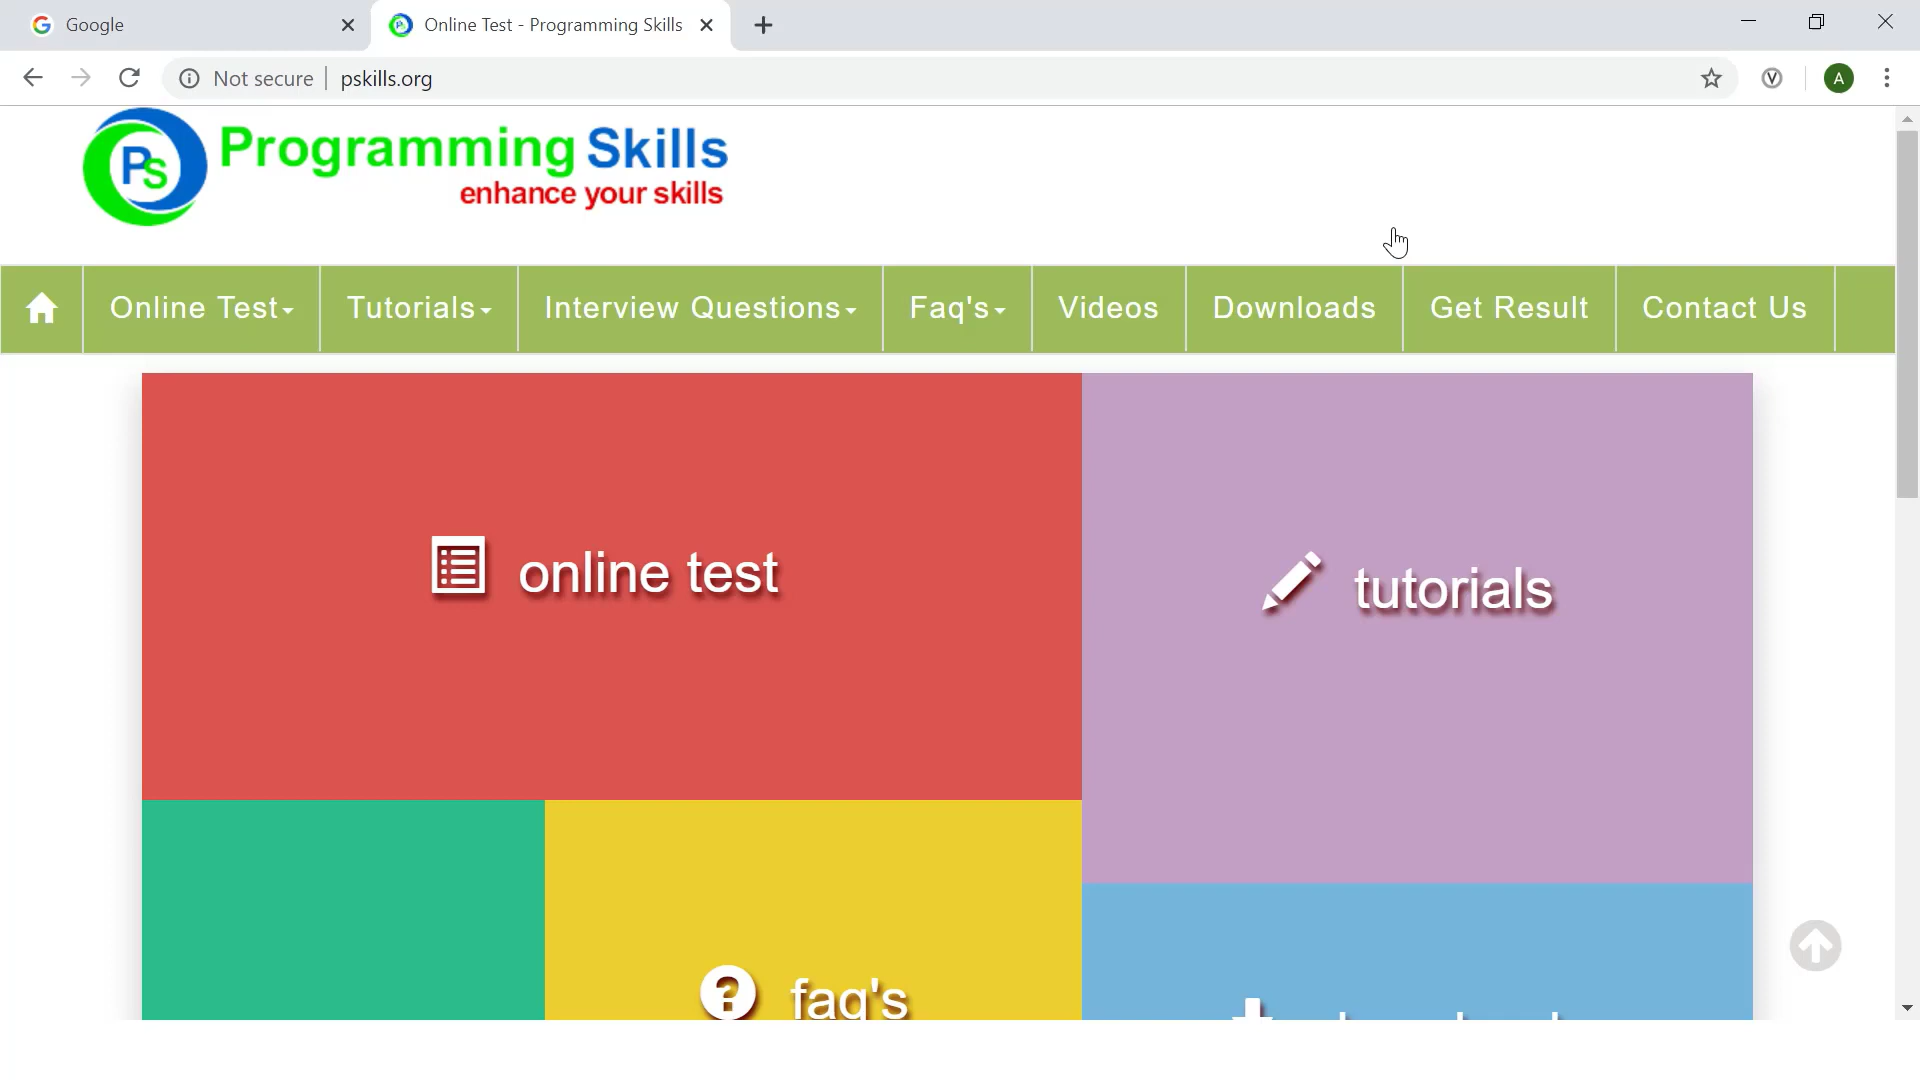 Google
Online Test - Programming Skills
Not secure
pskills.org
V
A
PS
Programming Skills
enhance your skills
Online Test
Tutorials
Interview Questions
Faq's
Videos
Downloads
Get Result
Contact Us
online test
tutorials
faq's